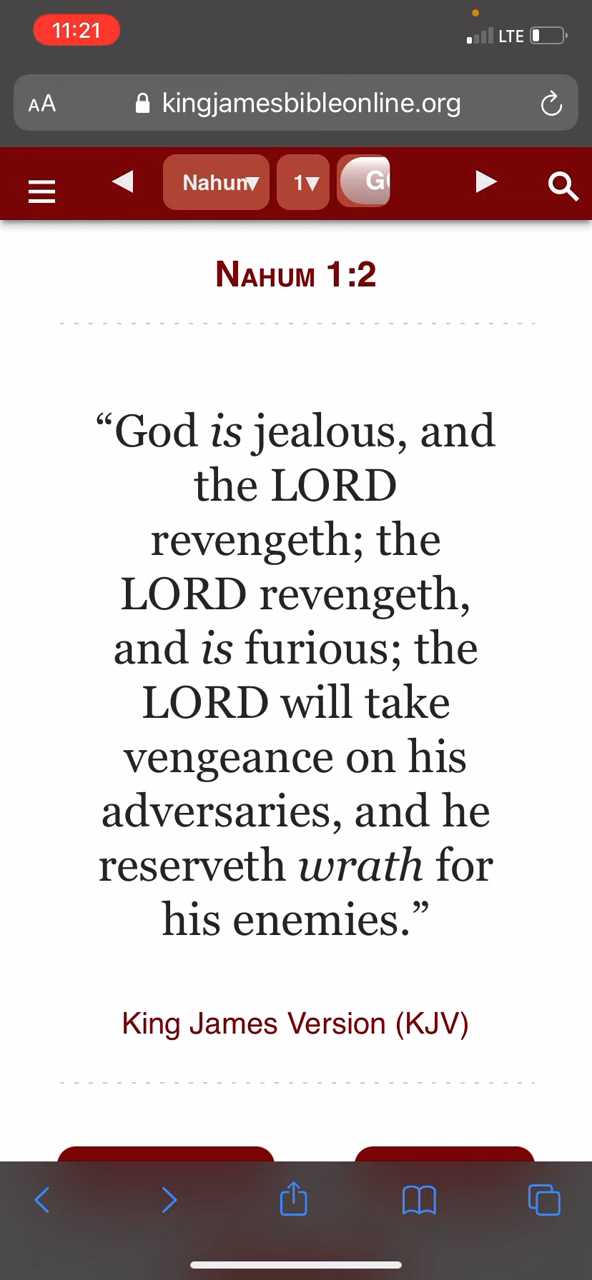 11:21
LTE
AA kingjamesbibleonline.org
Nahum 1
NAHUM 1:2
“God is jealous, and
the LORD
revengeth; the
LORD revengeth,
and is furious; the
LORD will take
vengeance on his
adversaries, and he
reserveth wrath for
his enemies.”
King James Version (KJV)